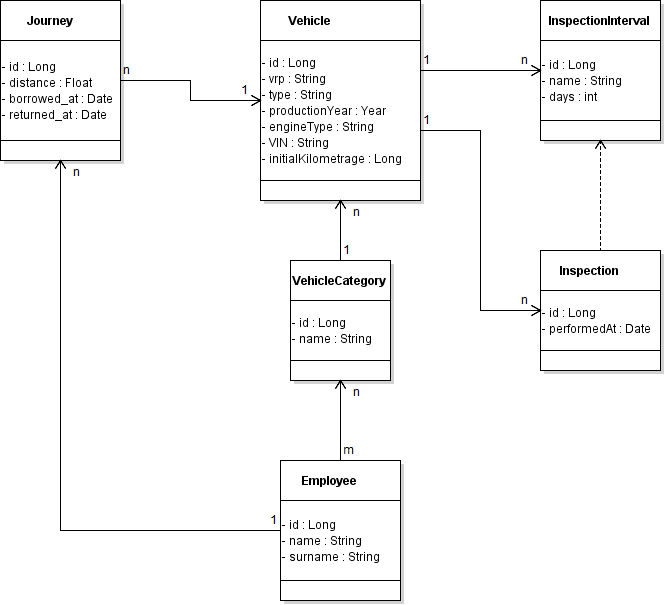 Journey
- id : Long
- distance : Float
- borrowed_at : Date
- returned_at : Date
n
1
n
Vehicle
- id : Long
- vrp : String
- type : String
- productionYear : Year
- engineType : String
- VIN : String
- initialKilometrage : Long
1
n
1
n
n
1
InspectionInterval
- id : Long
- name : String
- days : int
Inspection
- id : Long
- performedAt : Date
VehicleCategory
- id : Long
- name : String
n
m
1
Employee
- id : Long
- name : String
- surname : String